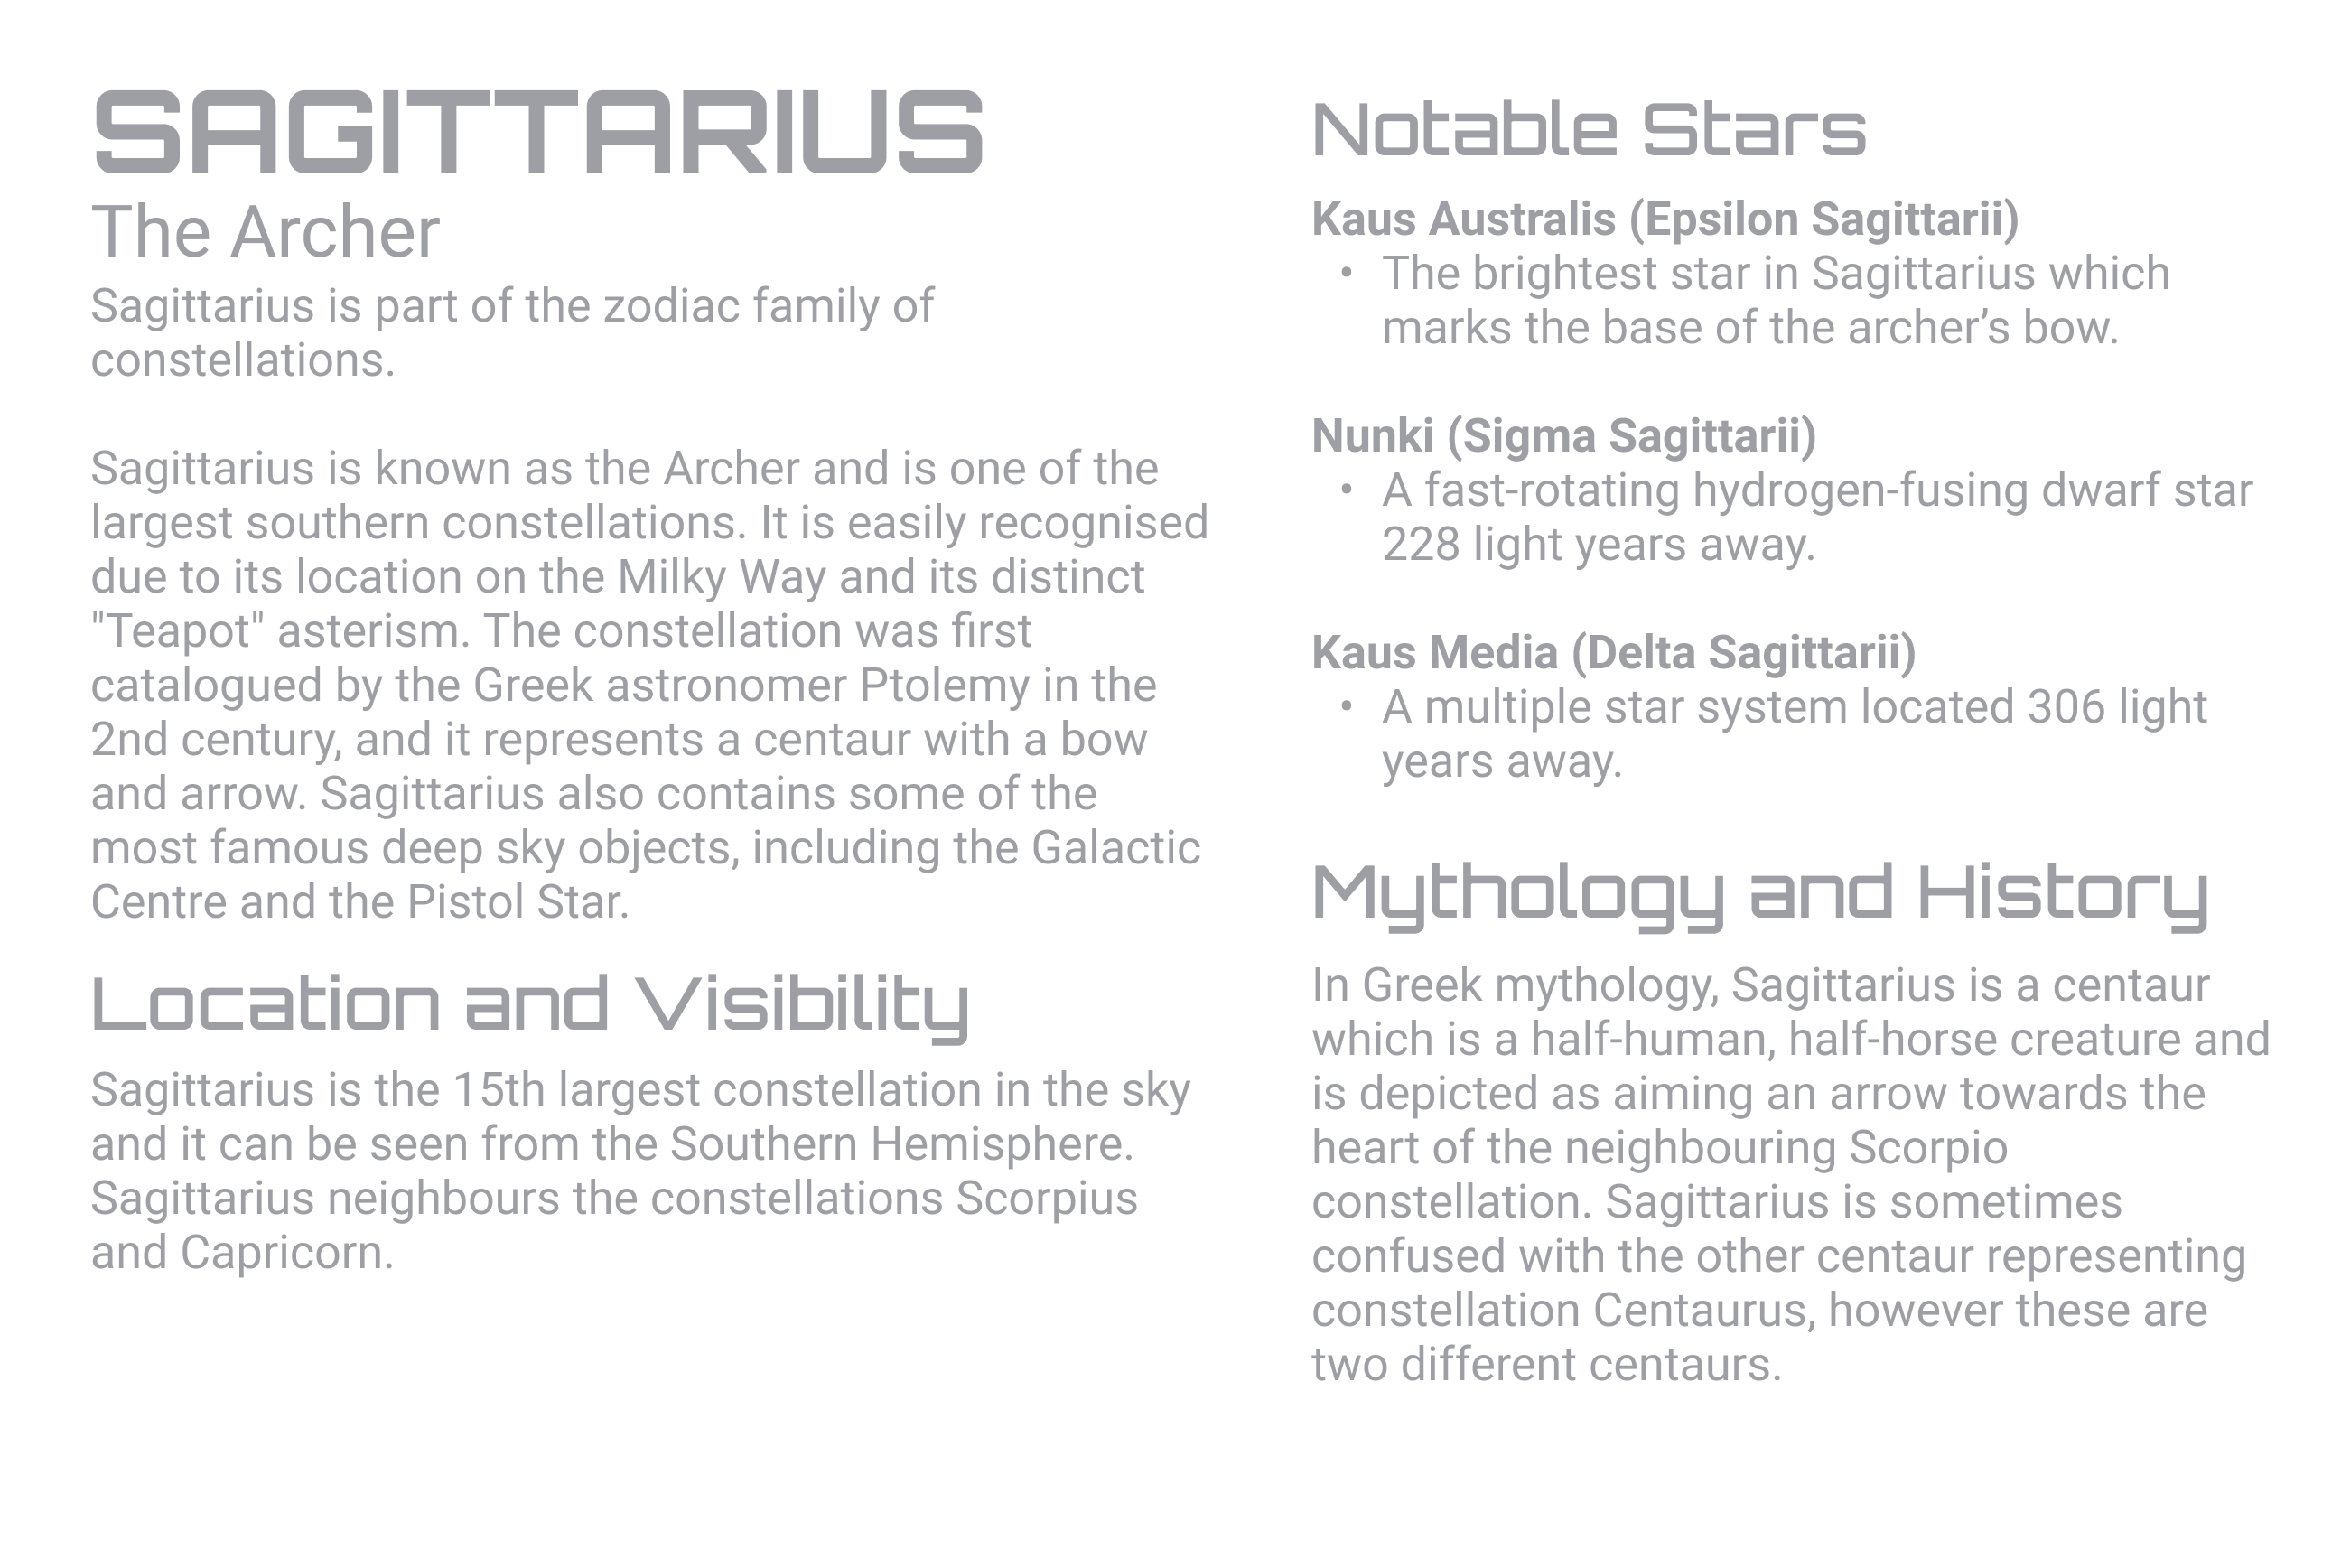 SAGITTARIUS
The Archer
Sagittarius is part of the zodiac family of
constellations.
Sagittarius is known as the Archer and is one of the
largest southern constellations. It is easily recognised
due to its location on the Milky Way and its distinct
"Teapot" asterism. The constellation was first
catalogued by the Greek astronomer Ptolemy in the
2nd century, and it represents a centaur with a bow
and arrow. Sagittarius also contains some of the
most famous deep sky objects, including the Galactic
Centre and the Pistol Star.
Location and Visibility
Sagittarius is the 15th largest constellation in the sky
and it can be seen from the Southern Hemisphere.
Sagittarius neighbours the constellations Scorpius
and Capricorn.
Notable Stars
Kaus Australis (Epsilon Sagittarii)
• The brightest star in Sagittarius which
marks the base of the archer’s bow.
Nunki (Sigma Sagittarii)
• A fast-rotating hydrogen-fusing dwarf star
228 light years away.
Kaus Media (Delta Sagittarii)
• A multiple star system located 306 light
years away.
Mythology and History
In Greek mythology, Sagittarius is a centaur
which is a half-human, half-horse creature and
is depicted as aiming an arrow towards the
heart of the neighbouring Scorpio
constellation. Sagittarius is sometimes
confused with the other centaur representing
constellation Centaurus, however these are
two different centaurs.